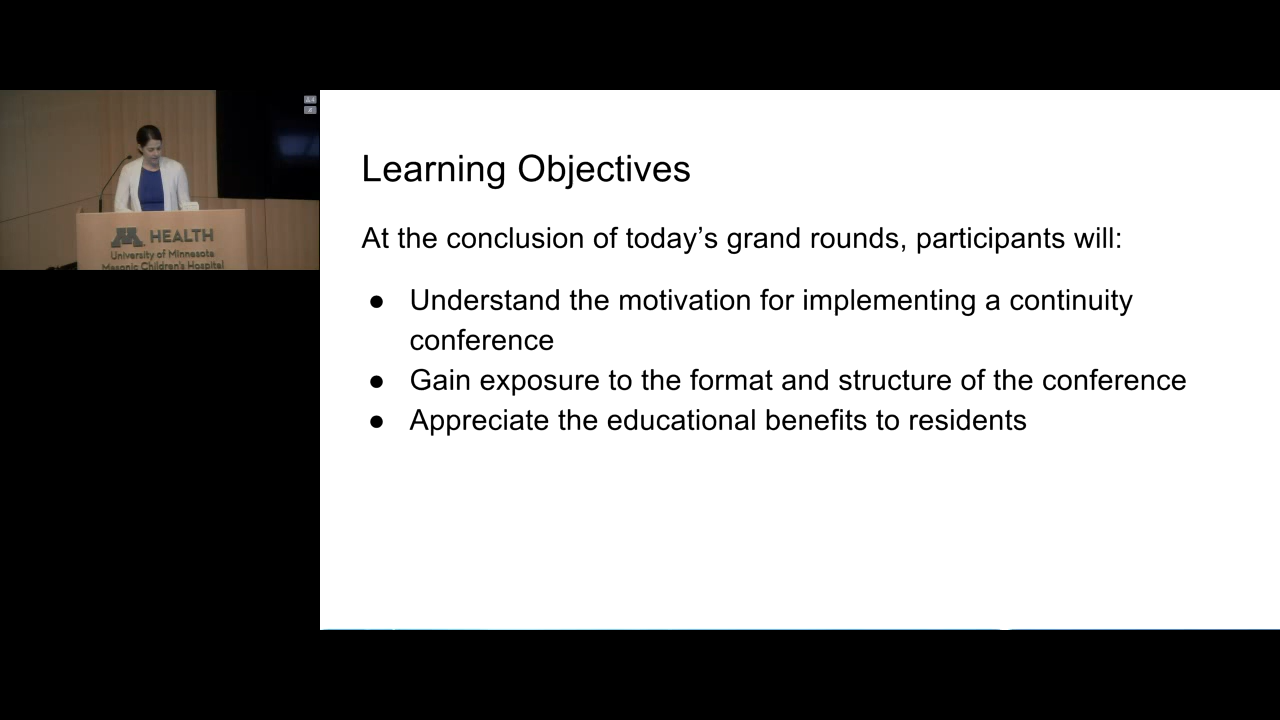 HEALTH
University of Minnesota
Masonic Children's Hospital
Learning Objectives
At the conclusion of today’s grand rounds, participants will:
● Understand the motivation for implementing a continuity
conference
● Gain exposure to the format and structure of the conference
● Appreciate the educational benefits to residents